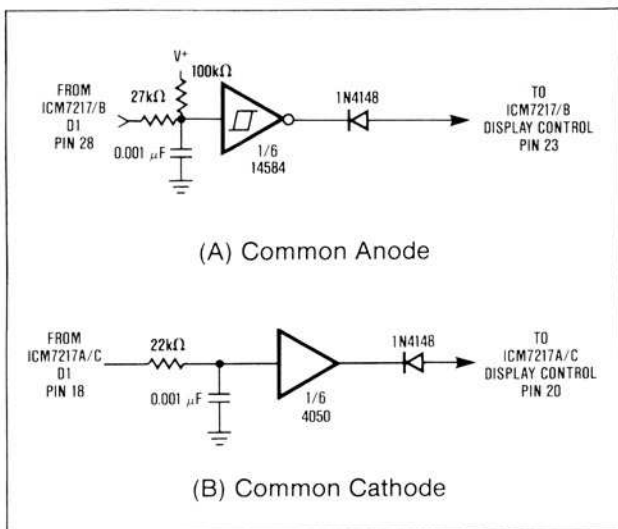 V+
100kΩ
FROM
ICM7217/B
D1
PIN 28
27kΩ
0.001 µF
1/6
14584
1N4148
TO
ICM7217/B
DISPLAY CONTROL
PIN 23
(A) Common Anode
FROM
ICM7217A/C
D1
PIN 18
22kΩ
0.001 µF
1/6
4050
1N4148
TO
ICM7217A/C
DISPLAY CONTROL
PIN 20
(B) Common Cathode